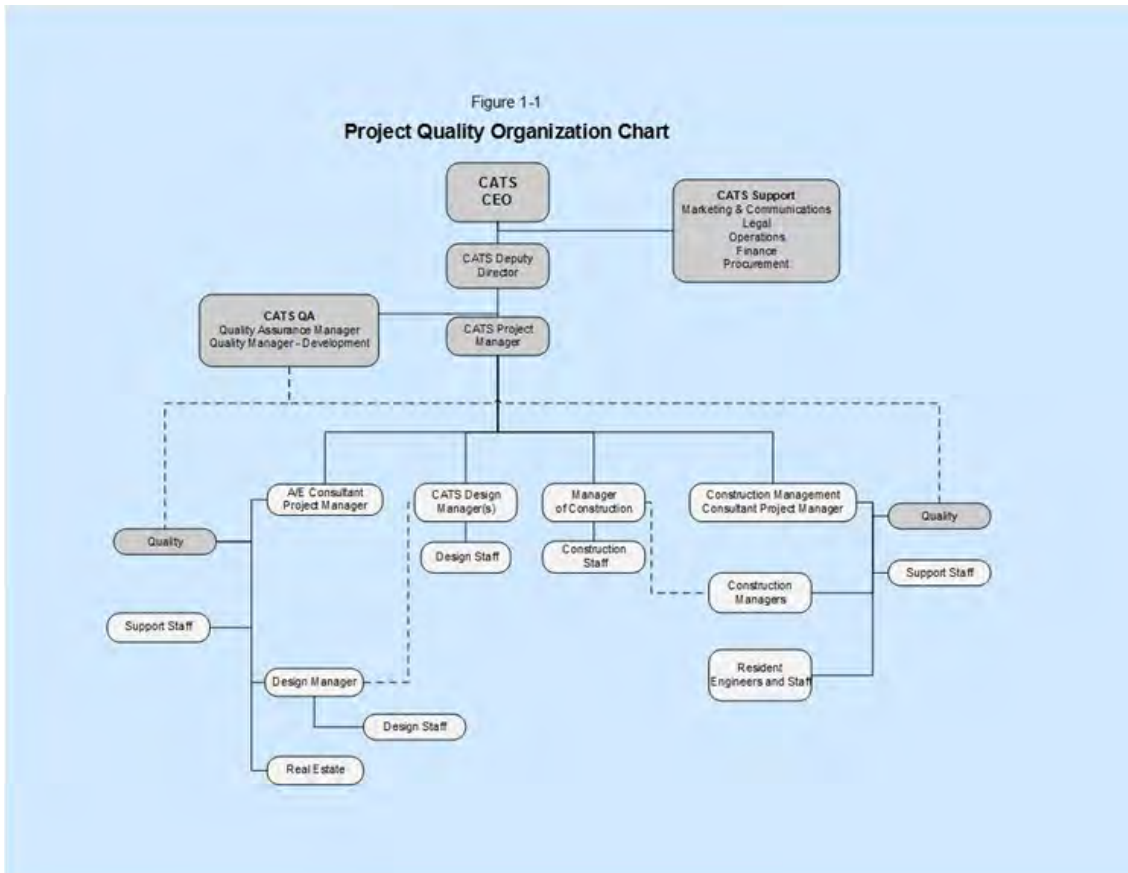 Figure 1-1
Project Quality Organization Chart
CATS
CEO
CATS Support
Marketing & Communications
Legal
Operations
Finance
Procurement
CATS Deputy
Director
CATS QA
Quality Assurance Manager
Quality Manager - Development
CATS Project
Manager
A/E Consultant
Project Manager
CATS Design
Manager(s)
Manager
of Construction
Construction Management
Consultant Project Manager
Quality
Quality
Design Staff
Construction
Staff
Support Staff
Construction
Managers
Support Staff
Resident
Engineers and Staff
Design Manager
Design Staff
Real Estate